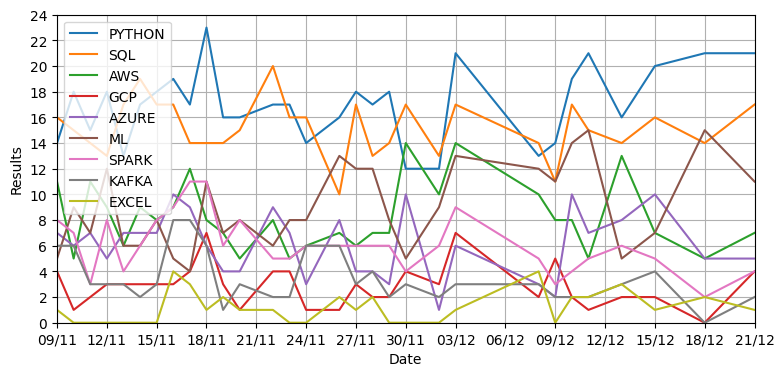 24
22
20
18
16
14
12
10
8
6
4
2
0
Results
PYTHON
SQL
AWS
GCP
AZURE
ML
SPARK
KAFKA
EXCEL
09/11 12/11 15/11 18/11 21/11 24/11 27/11 30/11 03/12 06/12 09/12 12/12 15/12 18/12 21/12
Date